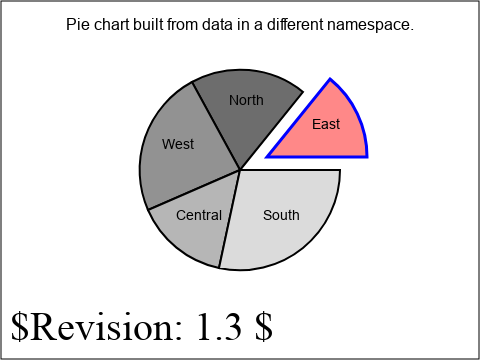 Pie chart built from data in a different namespace.
North
East
West
Central
South
$Revision: 1.3 $